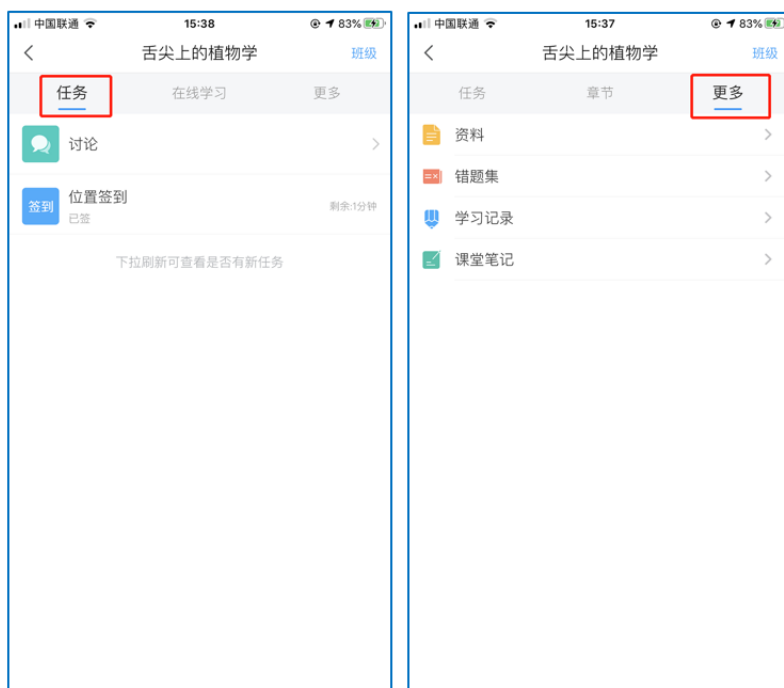 中国联通 15:38 83%
舌尖上的植物学 班级
任务 在线学习 更多
讨论
签到 位置签到 剩余:1分钟
已签
下拉刷新可查看是否有新任务
中国联通 15:37 83%
舌尖上的植物学 班级
任务 章节 更多
资料
错题集
学习记录
课堂笔记